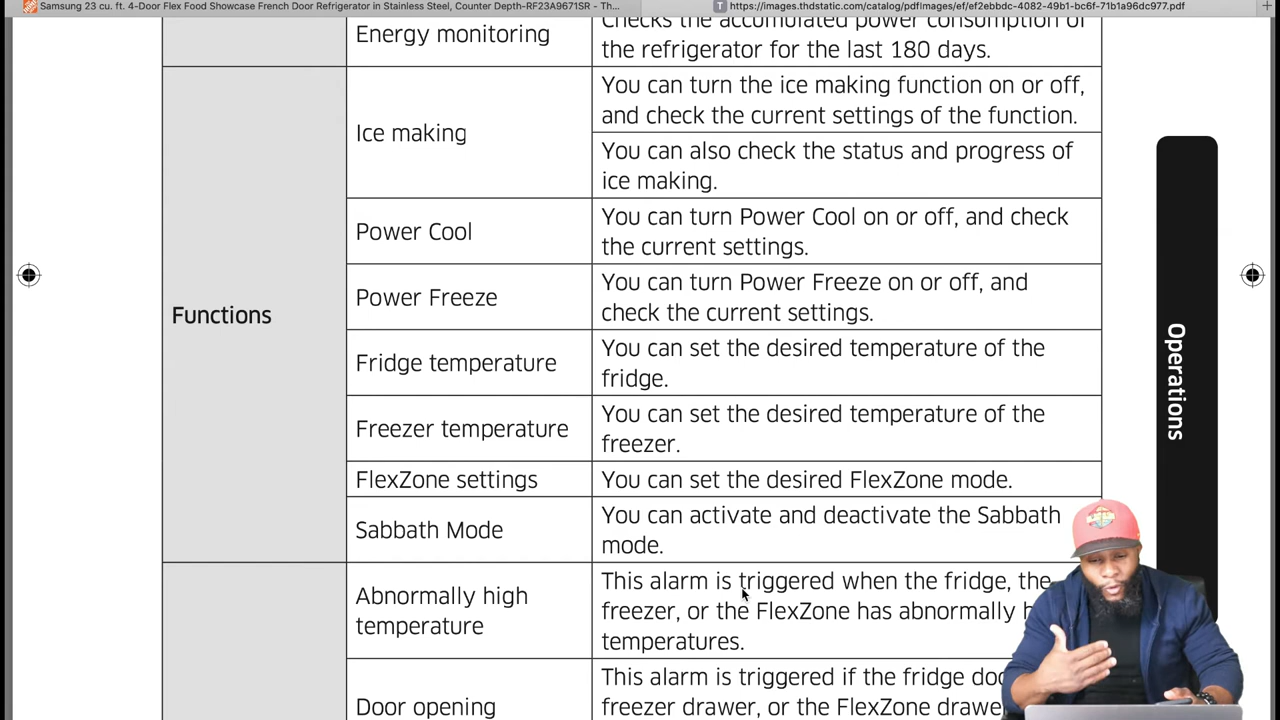 Samsung 23 cu. ft. 4-Door Flex Food Showcase French Door Refrigerator in Stainless Steel, Counter Depth-RF23A9671SR - Th...
https://images.thdstatic.com/catalog/pdfImages/ef/ef2ebbdc-4082-49b1-bc6f-71b1a96dc977.pdf
Energy monitoring
Checks the accumulated power consumption of
the refrigerator for the last 180 days.
Functions
Ice making
You can turn the ice making function on or off,
and check the current settings of the function.
You can also check the status and progress of
ice making.
Power Cool
You can turn Power Cool on or off, and check
the current settings.
Power Freeze
You can turn Power Freeze on or off, and
check the current settings.
Fridge temperature
You can set the desired temperature of the
fridge.
Freezer temperature
You can set the desired temperature of the
freezer.
FlexZone settings
You can set the desired FlexZone mode.
Sabbath Mode
You can activate and deactivate the Sabbath
mode.
Abnormally high
temperature
This alarm is triggered when the fridge, the
freezer, or the FlexZone has abnormally
temperatures.
Door opening
This alarm is triggered if the fridge
freezer drawer, or the FlexZone
Operations